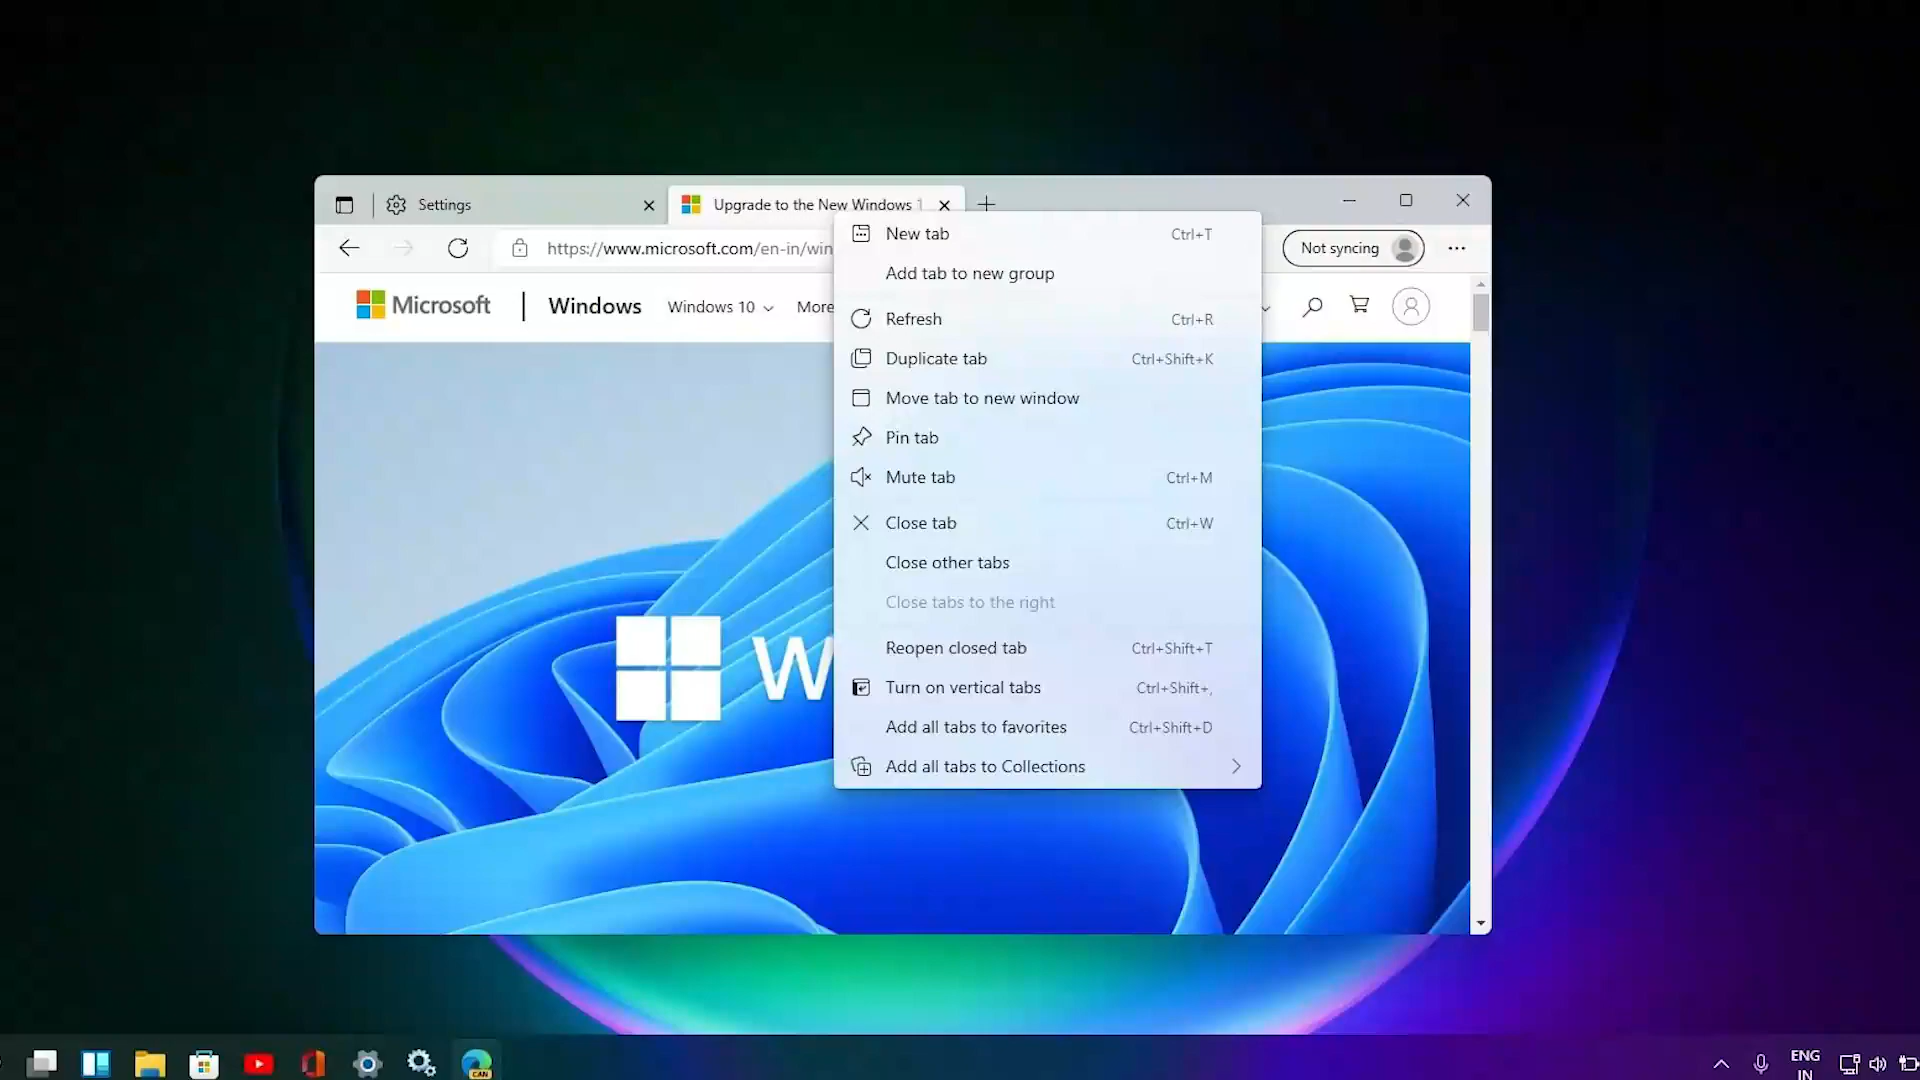 Settings
Upgrade to the New Windows 1
https://www.microsoft.com/en-in/win
Not syncing
Microsoft
Windows
Windows 10
More
New tab Ctrl+T
Add tab to new group
Refresh Ctrl+R
Duplicate tab Ctrl+Shift+K
Move tab to new window
Pin tab
Mute tab Ctrl+M
Close tab Ctrl+W
Close other tabs
Close tabs to the right
Reopen closed tab Ctrl+Shift+T
Turn on vertical tabs Ctrl+Shift+,
Add all tabs to favorites Ctrl+Shift+D
Add all tabs to Collections
W
CAN
ENG
IN